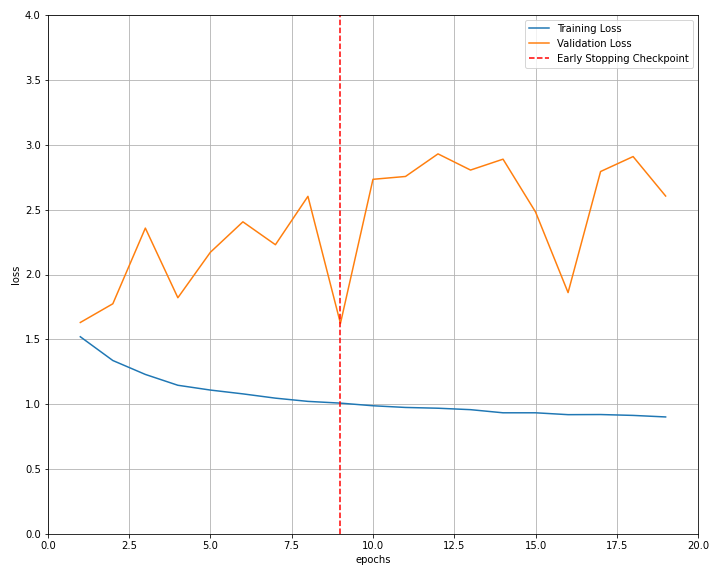 Training Loss
Validation Loss
Early Stopping Checkpoint
4.0
3.5
3.0
2.5
2.0
1.5
1.0
0.5
0.0
loss
0.0 2.5 5.0 7.5 10.0 12.5 15.0 17.5 20.0
epochs